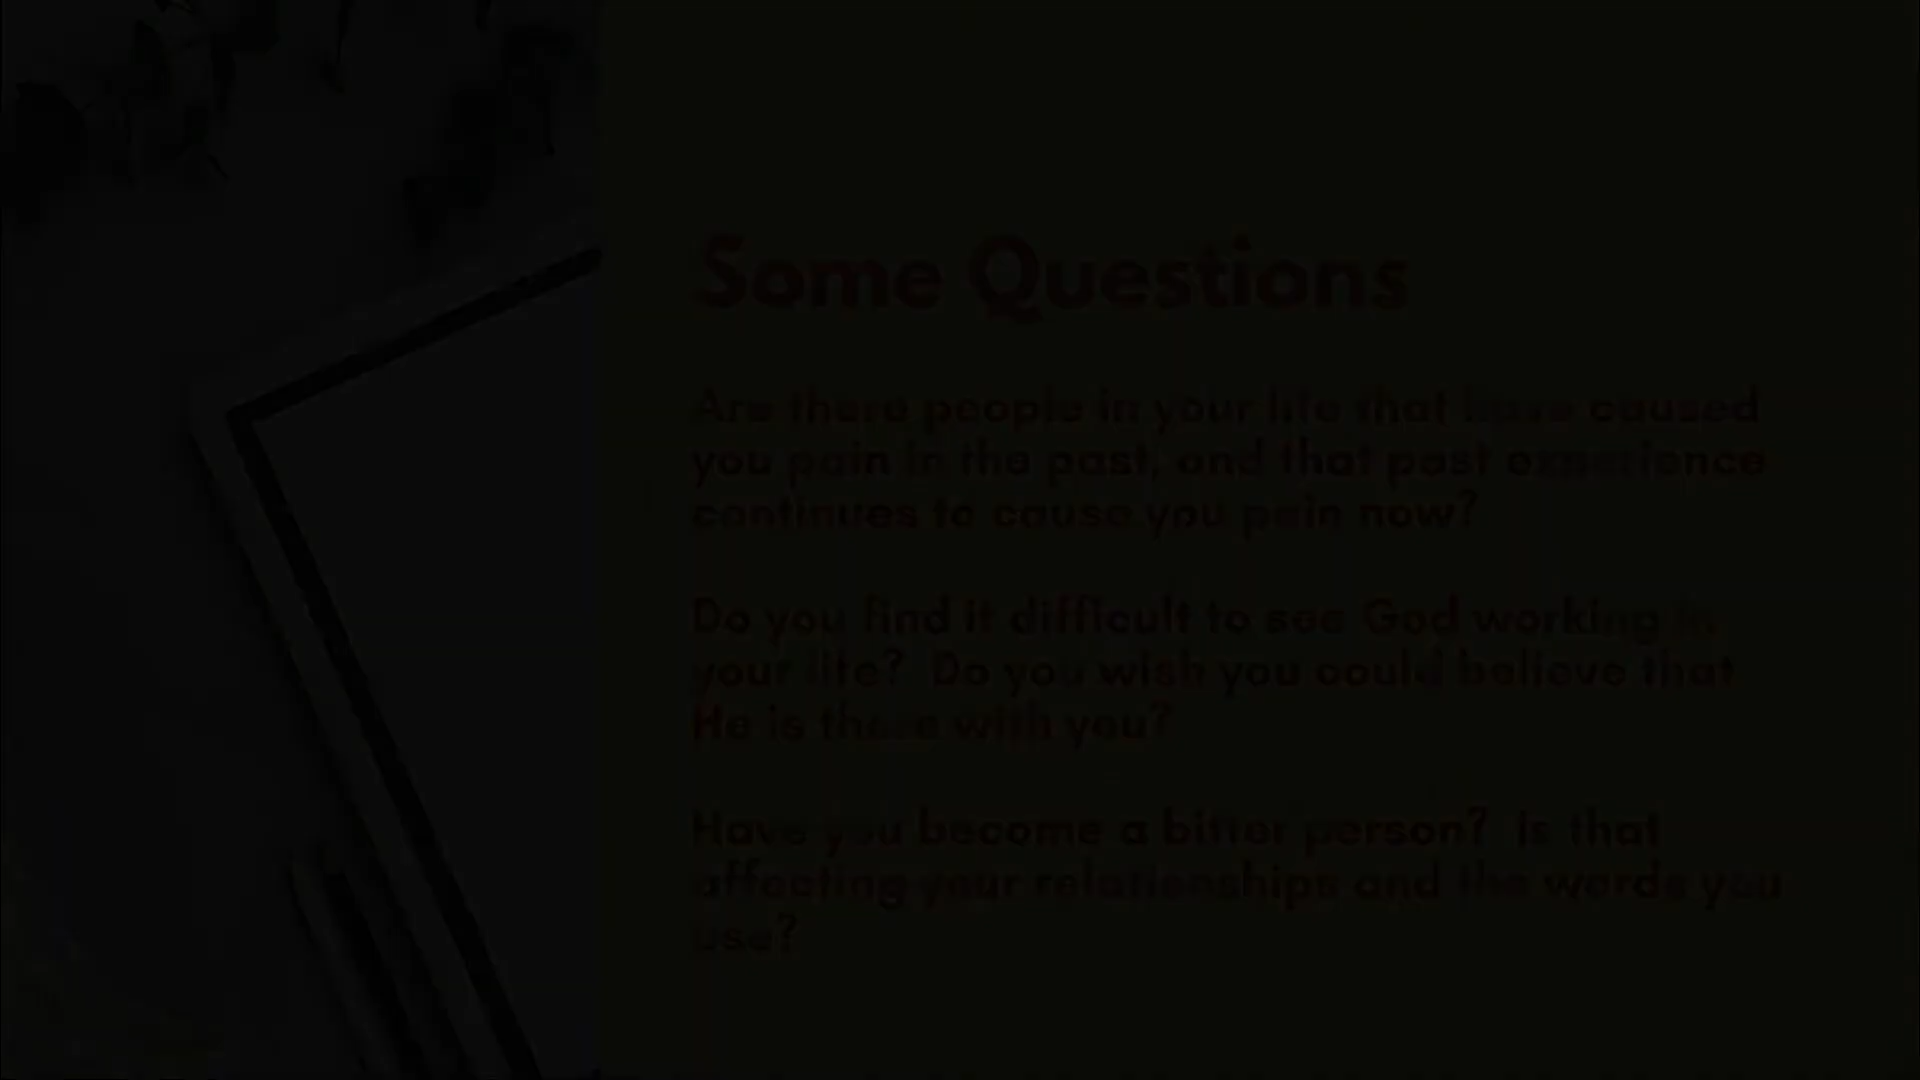 Some Questions
Are there people in your life that have caused
you pain in the past, and that past experience
continues to cause you pain now?
Do you find it difficult to see God working in
your life? Do you wish you could believe that
He is there with you?
Have you become a bitter person? Is that
affecting your relationships and the words you
use?